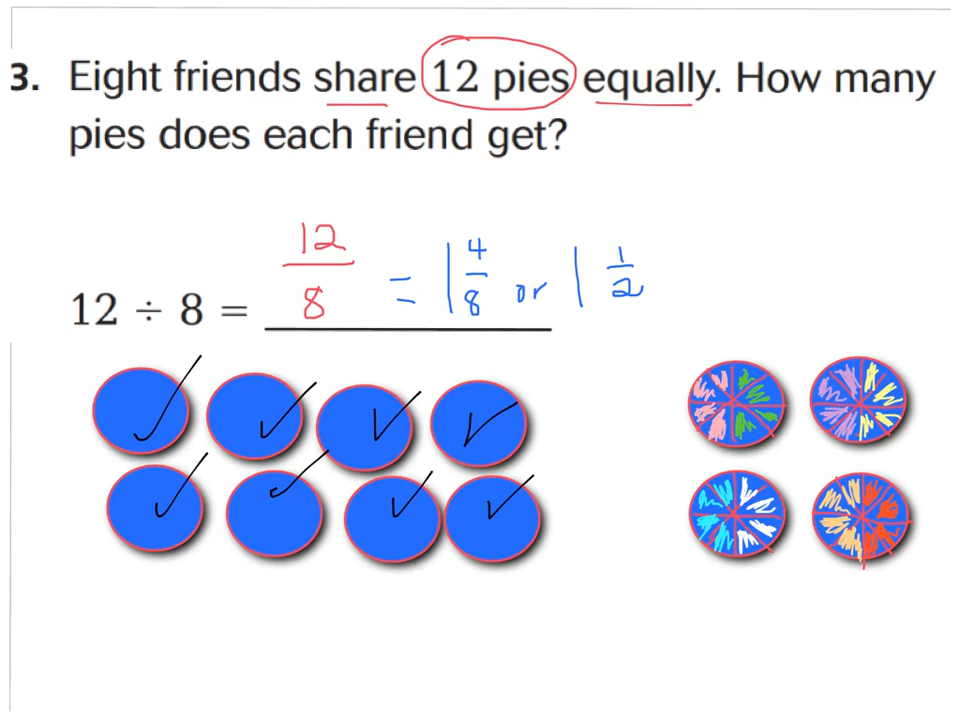 3. Eight friends share 12 pies equally. How many
pies does each friend get?
12 ÷ 8 = 12/8 = 1 4/8 or 1 1/2